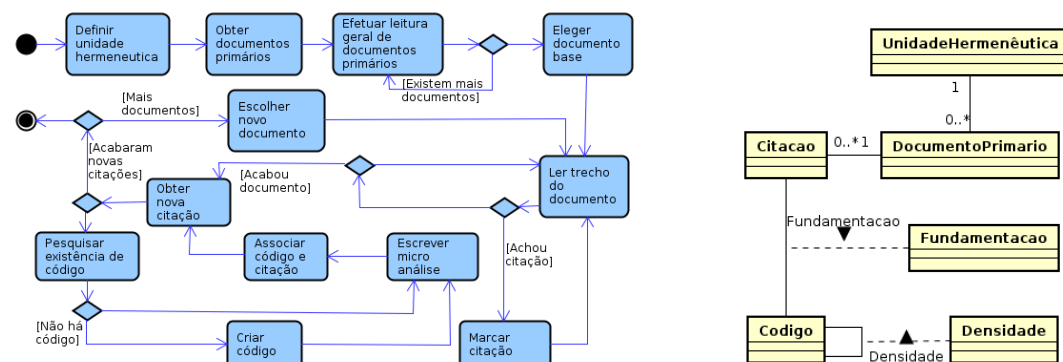 Definir
unidade
hermeneutica
Obter
documentos
primários
Efetuar leitura
geral de
documentos
primários
[Existem mais
documentos]
Eleger
documento
base
[Mais
documentos]
Escolher
novo
documento
[Acabaram
novas
citações]
Obter
nova
citação
[Acabou
documento]
Ler trecho
do
documento
Pesquisar
existência de
código
Associar
código e
citação
Escrever
micro
análise
[Achou
citação]
[Não há
código]
Criar
código
Marcar
citação
UnidadeHermenêutica
1
0..*
Citacao
0..*
1
DocumentoPrimario
Fundamentacao
Fundamentacao
Codigo
Densidade
Densidade